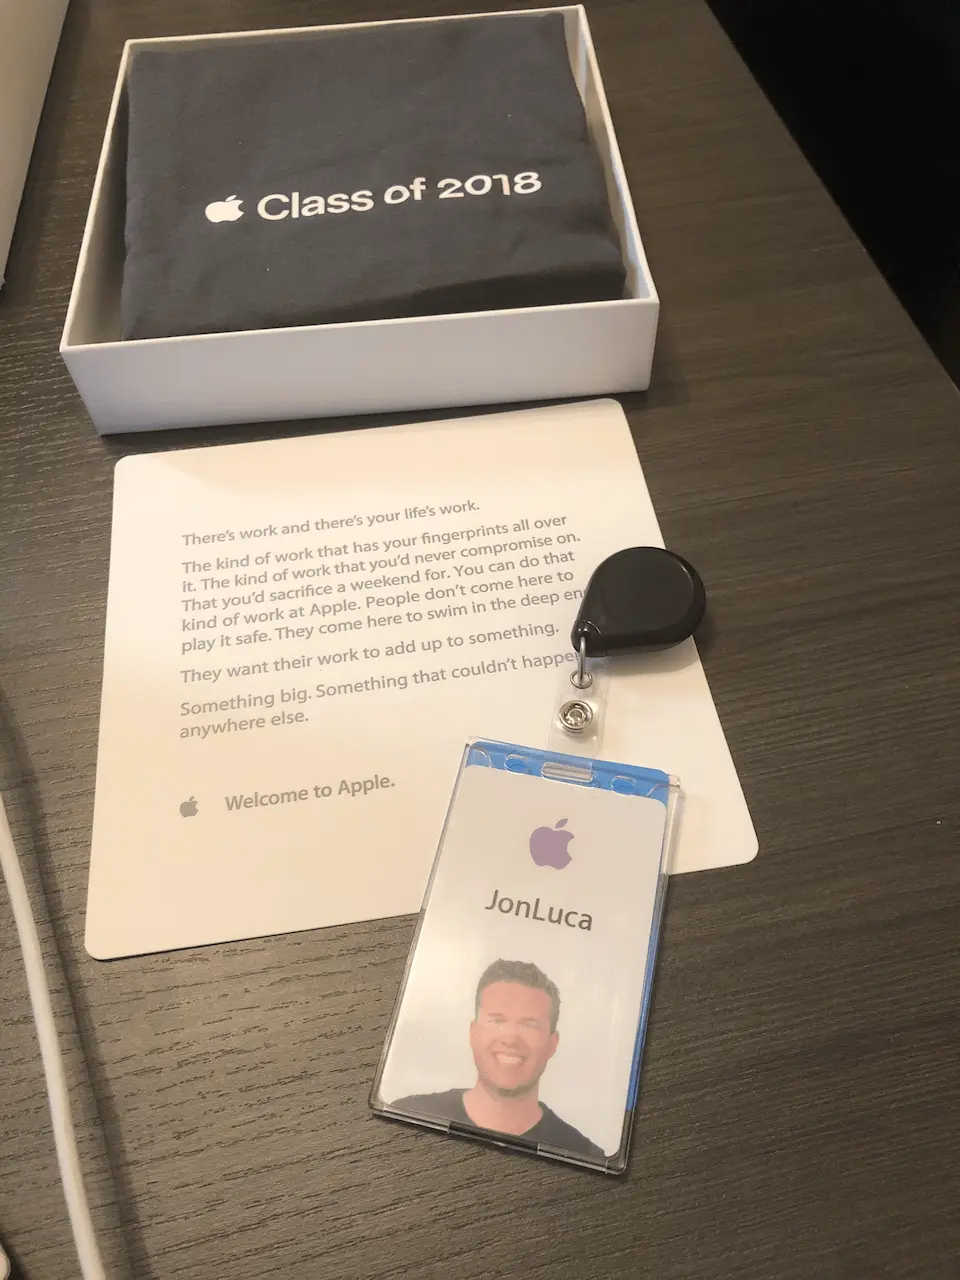 Class of 2018
There's work and there's your life's work.
The kind of work that has your fingerprints all over
it. The kind of work that you'd never compromise on.
That you'd sacrifice a weekend for. You can do that
kind of work at Apple. People don't come here to
play it safe. They come here to swim in the deep en
They want their work to add up to something.
Something big. Something that couldn't happe
anywhere else.
Welcome to Apple.
JonLuca